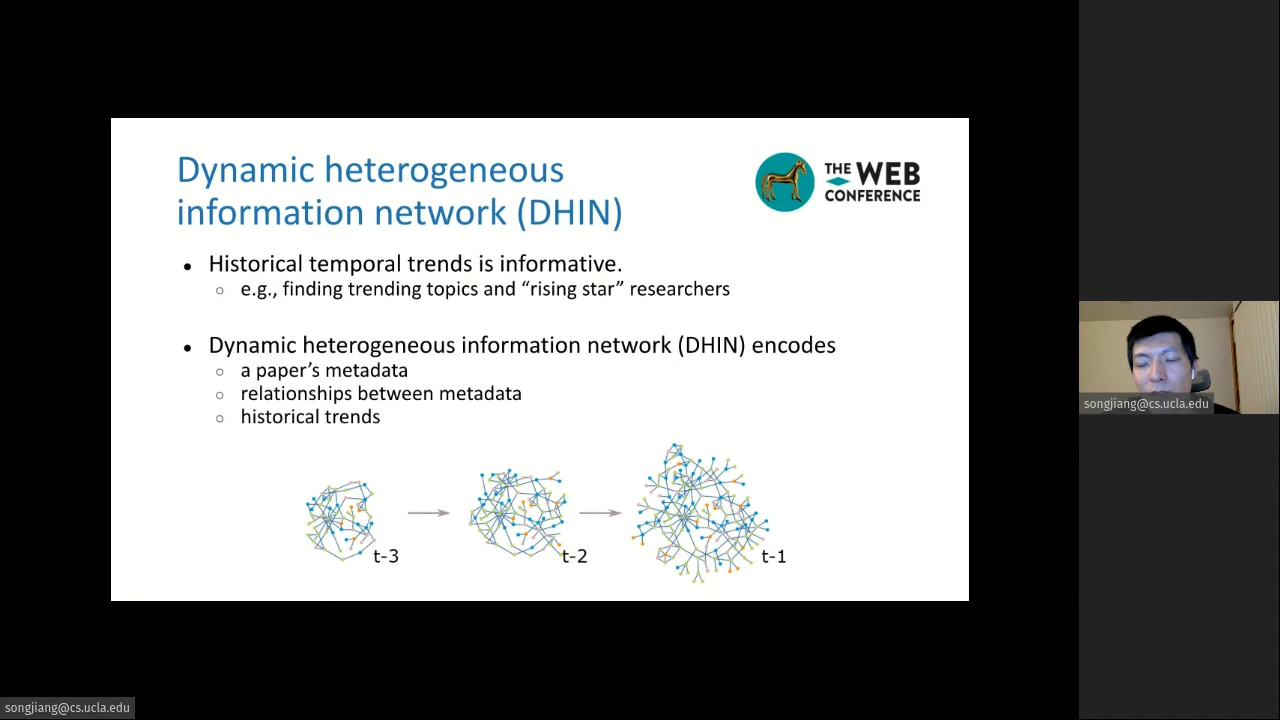 Dynamic heterogeneous
information network (DHIN)
THE WEB
CONFERENCE
● Historical temporal trends is informative.
○ e.g., finding trending topics and “rising star” researchers
● Dynamic heterogeneous information network (DHIN) encodes
○ a paper’s metadata
○ relationships between metadata
○ historical trends
t-3
t-2
t-1
songjiang@cs.ucla.edu
songjiang@cs.ucla.edu